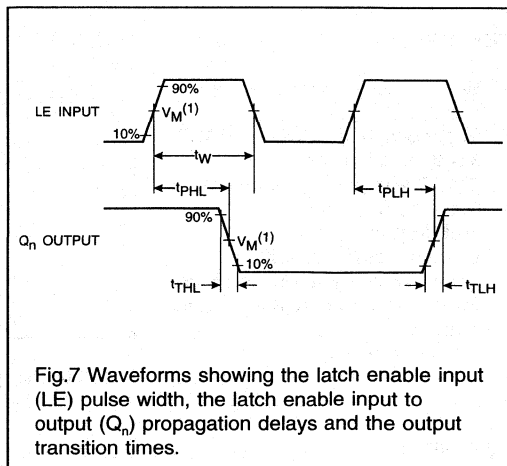 90%
LE INPUT
V_M(1)
10%
t_W
t_PHL
t_PLH
90%
Q_n OUTPUT
V_M(1)
10%
t_THL
t_TLH
Fig.7 Waveforms showing the latch enable input
(LE) pulse width, the latch enable input to
output (Q_n) propagation delays and the output
transition times.